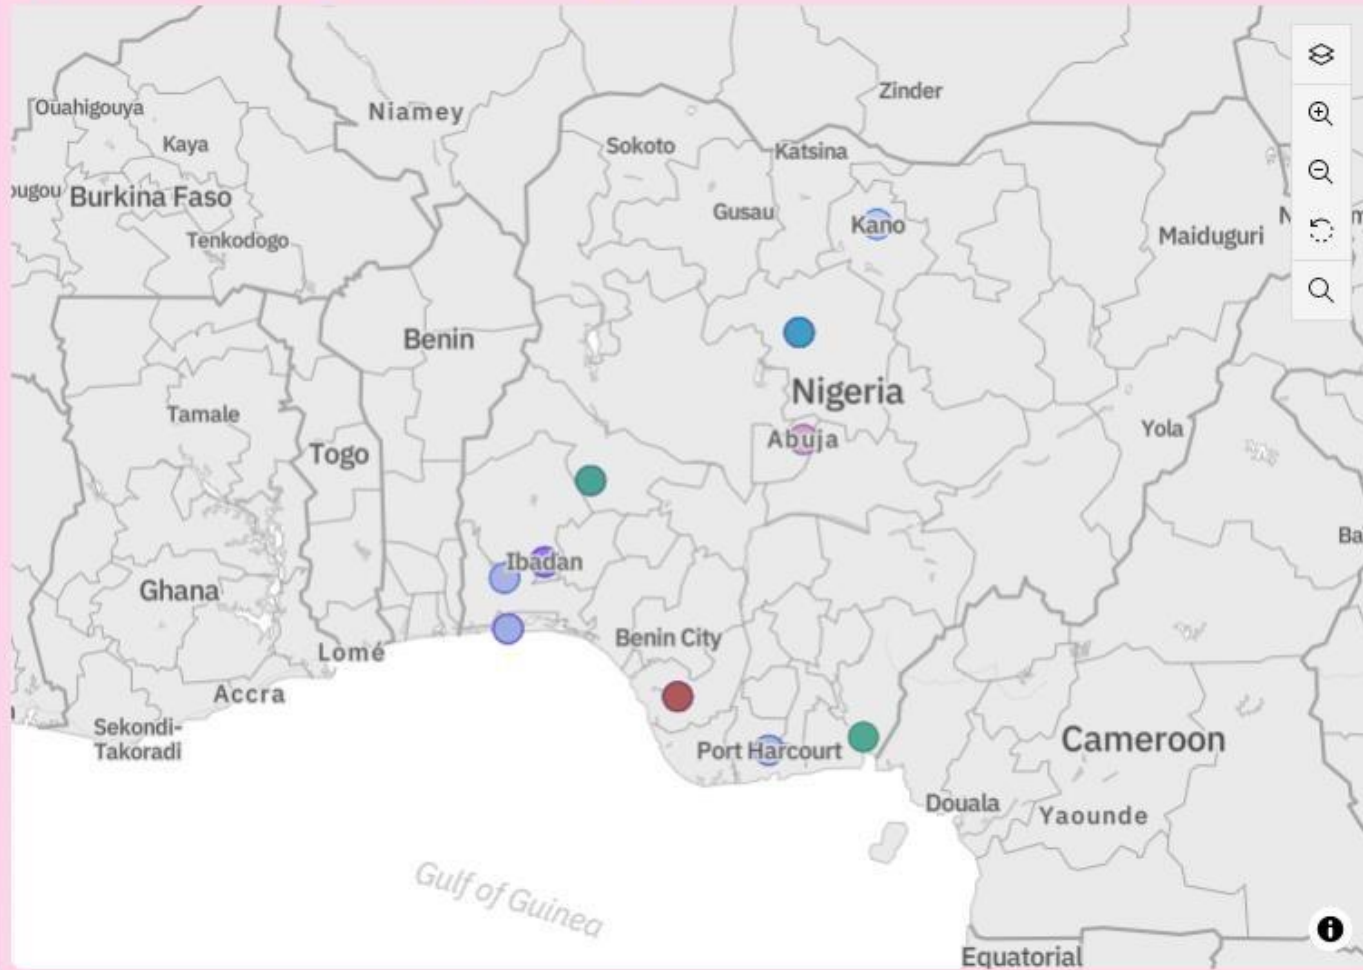 Zinder
Ouahigouya
Niamey
Kaya
Sokoto
Katsina
Burkina Faso
Gusau
Kano
Maiduguri
Tenkodogo
Benin
Nigeria
Tamale
Yola
Abuja
Togo
Ibadan
Ghana
Benin City
Lomé
Accra
Sekondi-
Takoradi
Port Harcourt
Cameroon
Douala
Yaounde
Gulf of Guinea
Equatorial